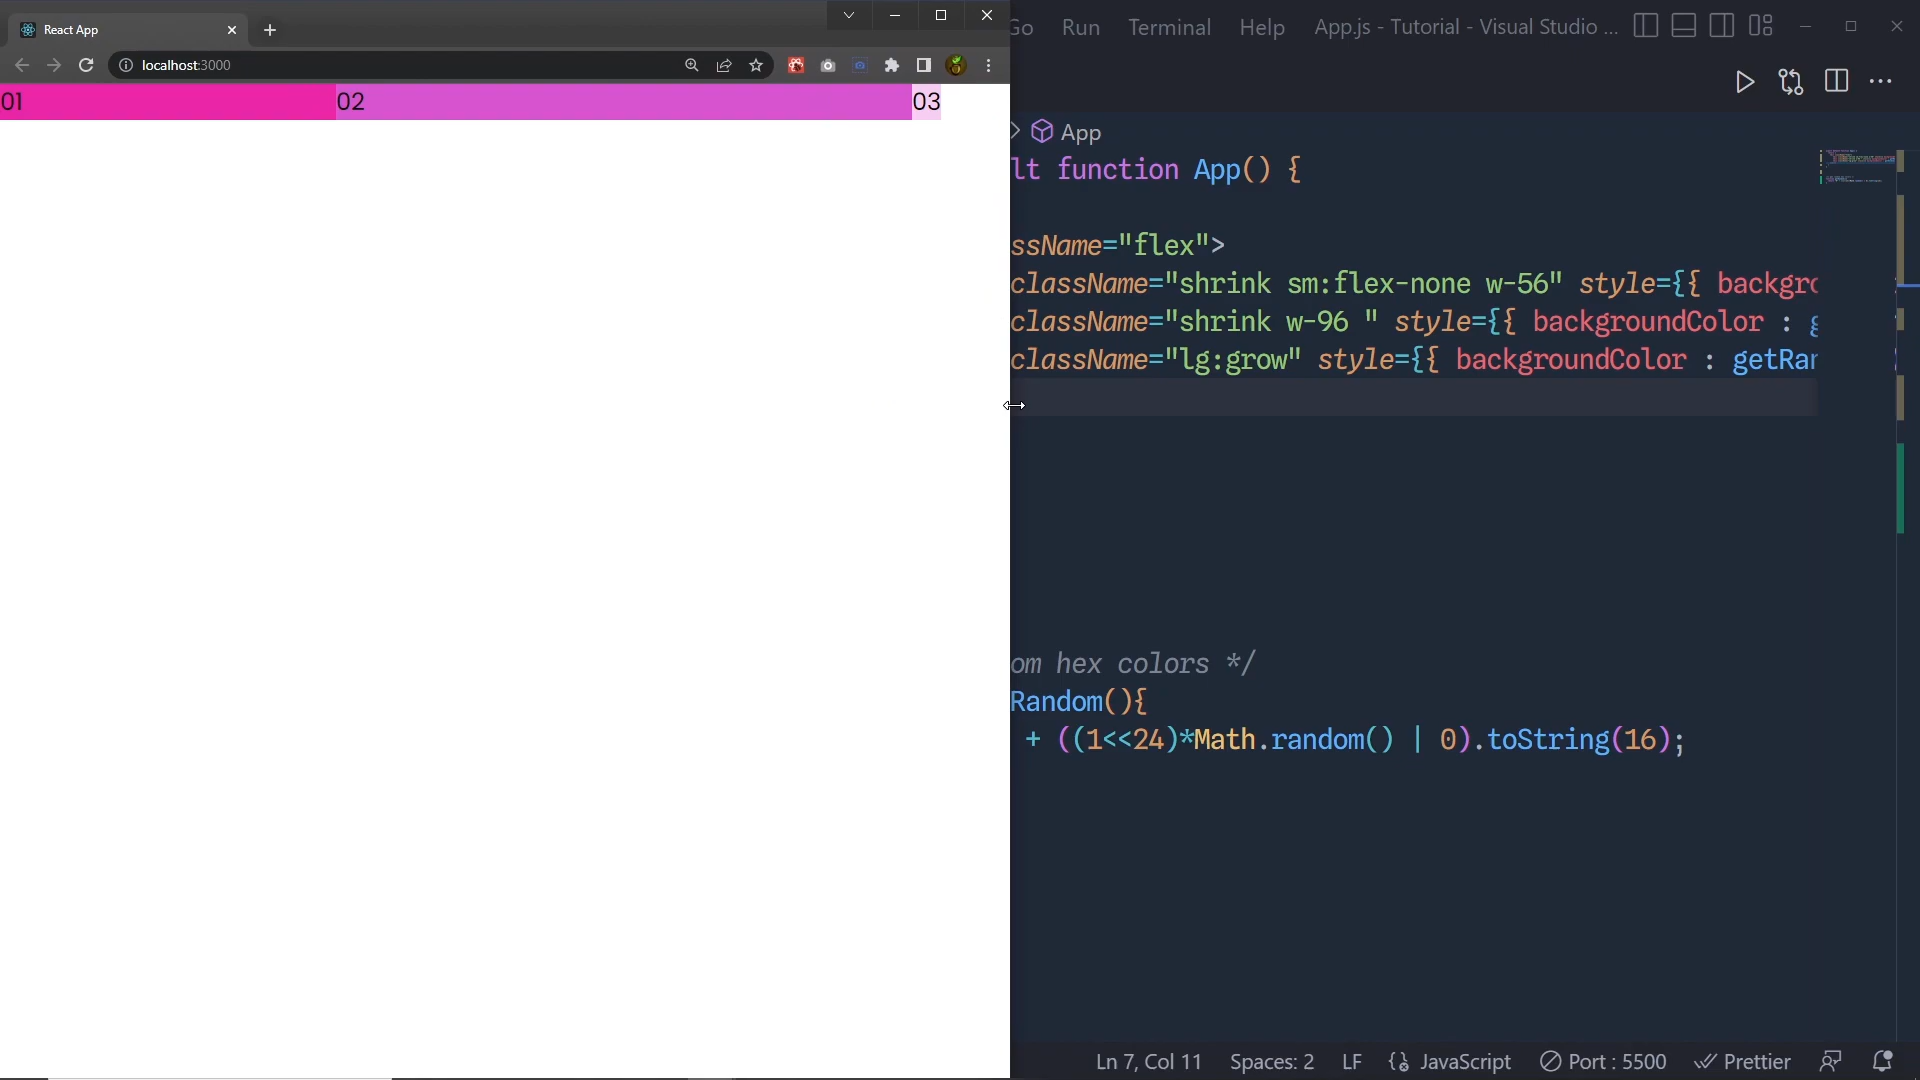 React App
localhost:3000
01 02 03
Go Run Terminal Help App.js - Tutorial - Visual Studio ...
App
lt function App() {
ssName="flex">
className="shrink sm:flex-none w-56" style={{ backgro
className="shrink w-96 " style={{ backgroundColor : g
className="lg:grow" style={{ backgroundColor : getRan
om hex colors */
Random(){
+ ((1<<24)*Math.random() | 0).toString(16);
Ln 7, Col 11 Spaces: 2 LF {} JavaScript Port : 5500 Prettier